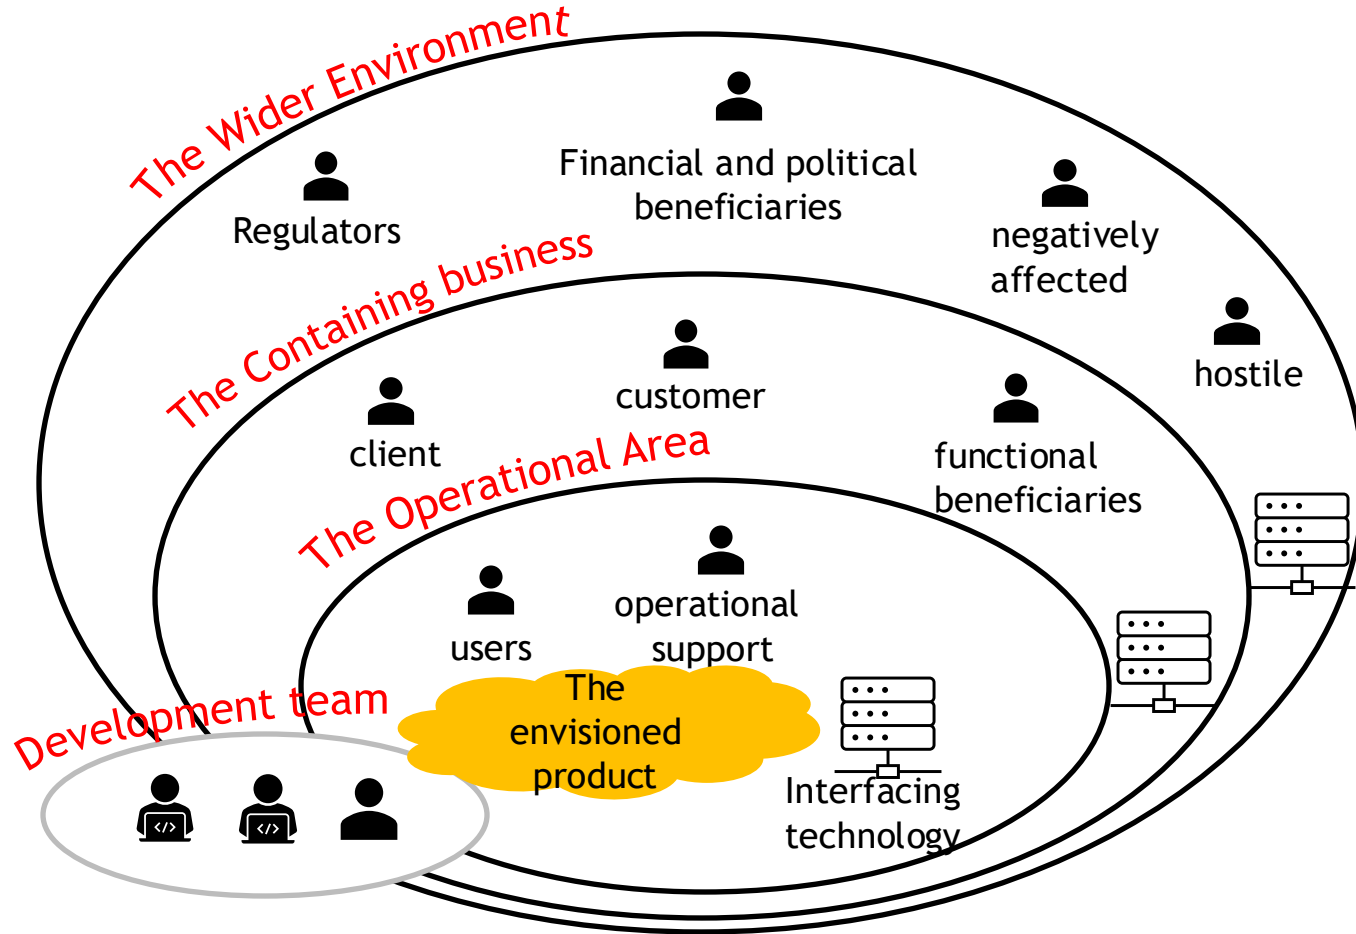 The Wider Environment
Financial and political
beneficiaries
Regulators
negatively
affected
hostile
The Containing business
customer
client
functional
beneficiaries
The Operational Area
operational
support
users
The
envisioned
product
Interfacing
technology
Development team
</>
</>